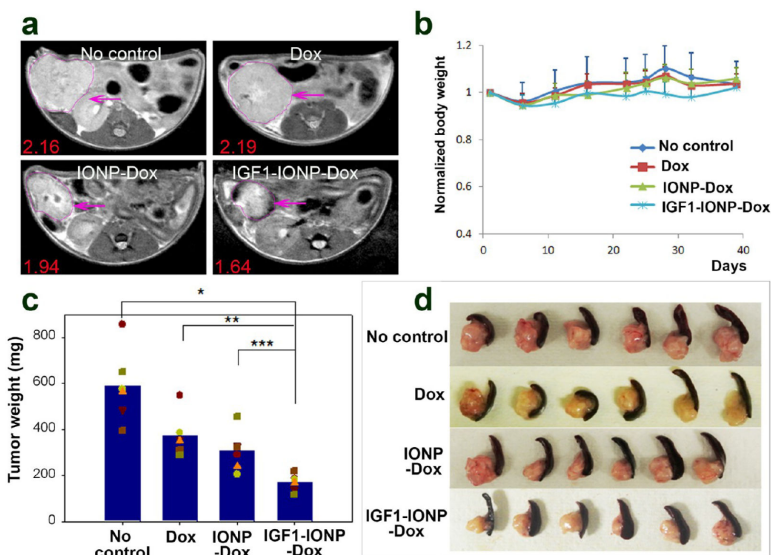 a
No control
Dox
2.16
2.19
IONP-Dox
IGF1-IONP-Dox
1.94
1.64
b
Normalized body weight
1.2
1
0.8
0.6
0.4
0
10
20
30
40
Days
No control
Dox
IONP-Dox
IGF1-IONP-Dox
c
Tumor weight (mg)
800
600
400
200
0
*
**
***
No
control
Dox
IONP
-Dox
IGF1-IONP
-Dox
d
No control
Dox
IONP
-Dox
IGF1-IONP
-Dox